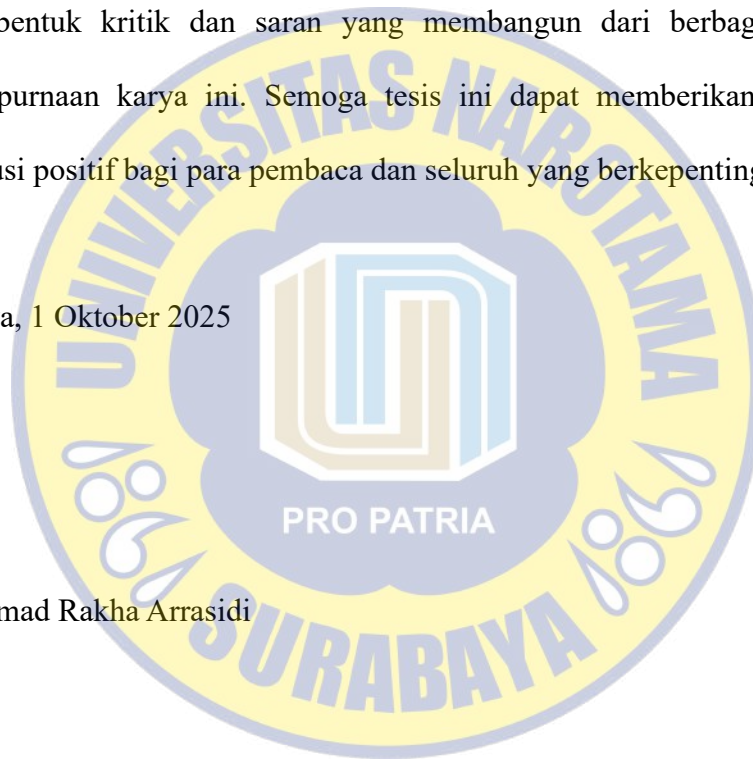 bentuk kritik dan saran yang membangun dari berbag
purnaan karya ini. Semoga tesis ini dapat memberikan
usi positif bagi para pembaca dan seluruh yang berkepenting
a, 1 Oktober 2025
mad Rakha Arrasidi
UNIVERSITAS NAROTAMA
PRO PATRIA
SURABAYA